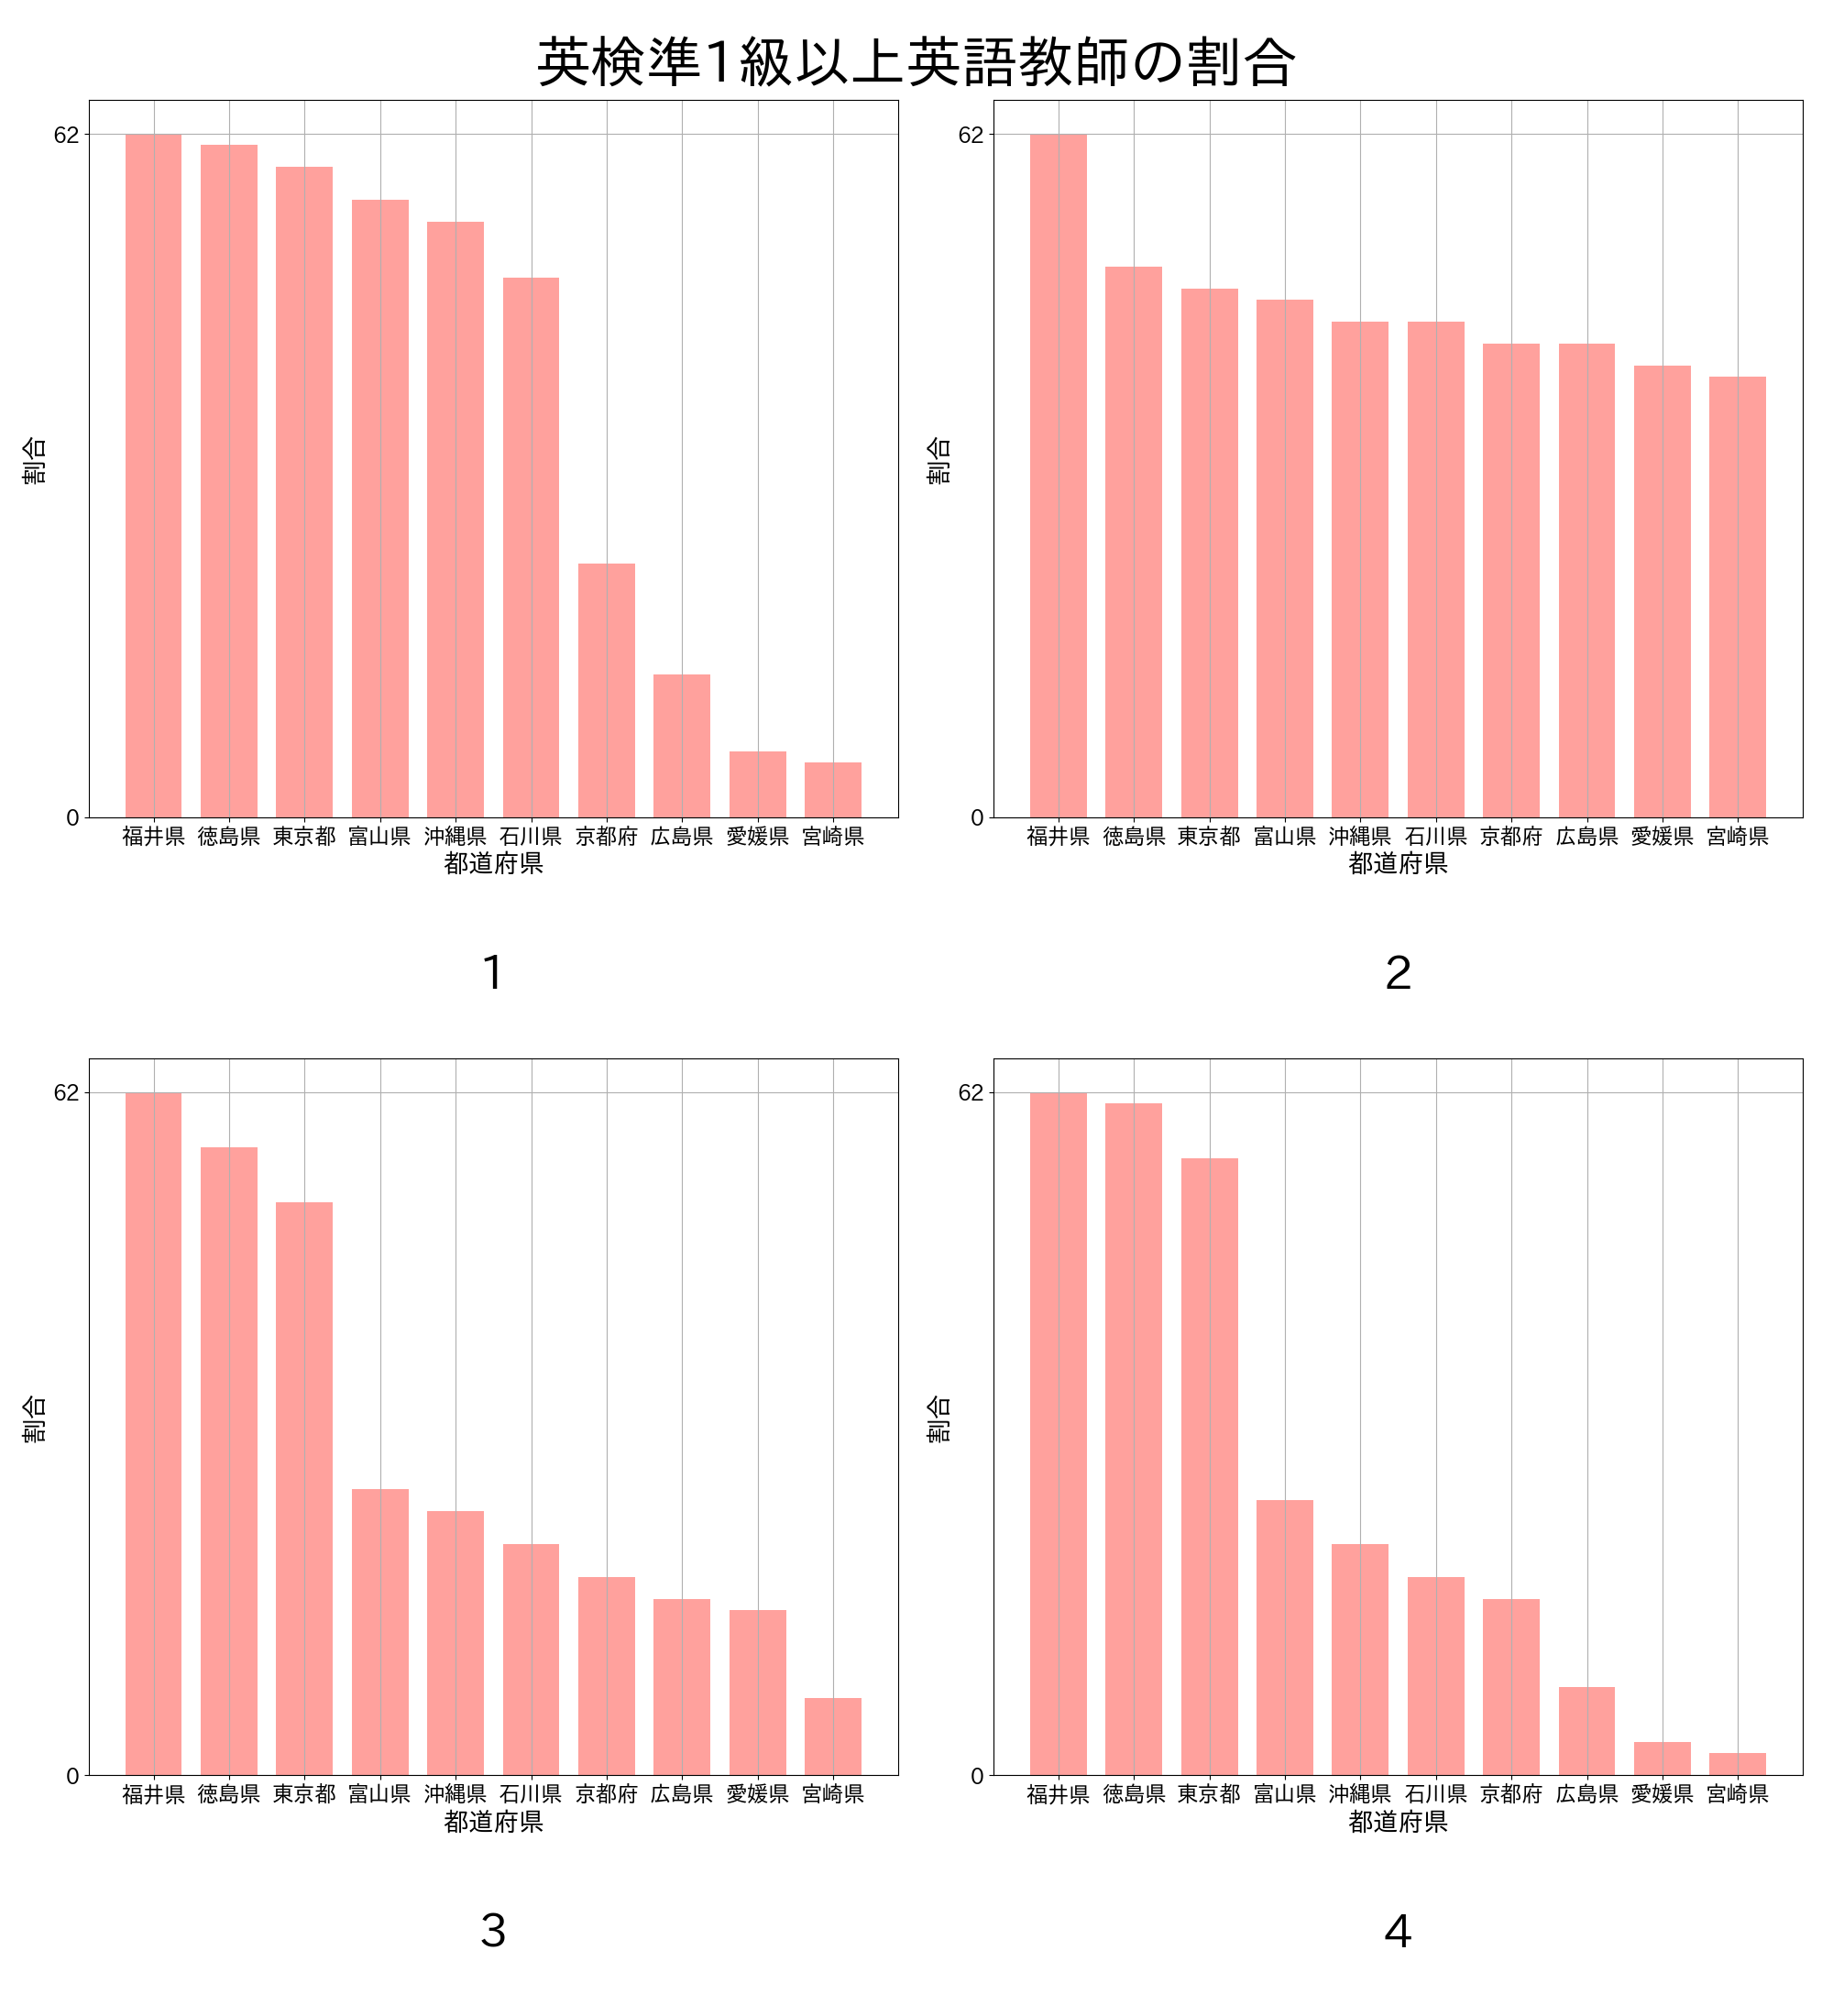 英検準1級以上英語教師の割合
62
0
割合
福井県 徳島県 東京都 富山県 沖縄県 石川県 京都府 広島県 愛媛県 宮崎県
都道府県
1
62
0
割合
福井県 徳島県 東京都 富山県 沖縄県 石川県 京都府 広島県 愛媛県 宮崎県
都道府県
2
62
0
割合
福井県 徳島県 東京都 富山県 沖縄県 石川県 京都府 広島県 愛媛県 宮崎県
都道府県
3
62
0
割合
福井県 徳島県 東京都 富山県 沖縄県 石川県 京都府 広島県 愛媛県 宮崎県
都道府県
4